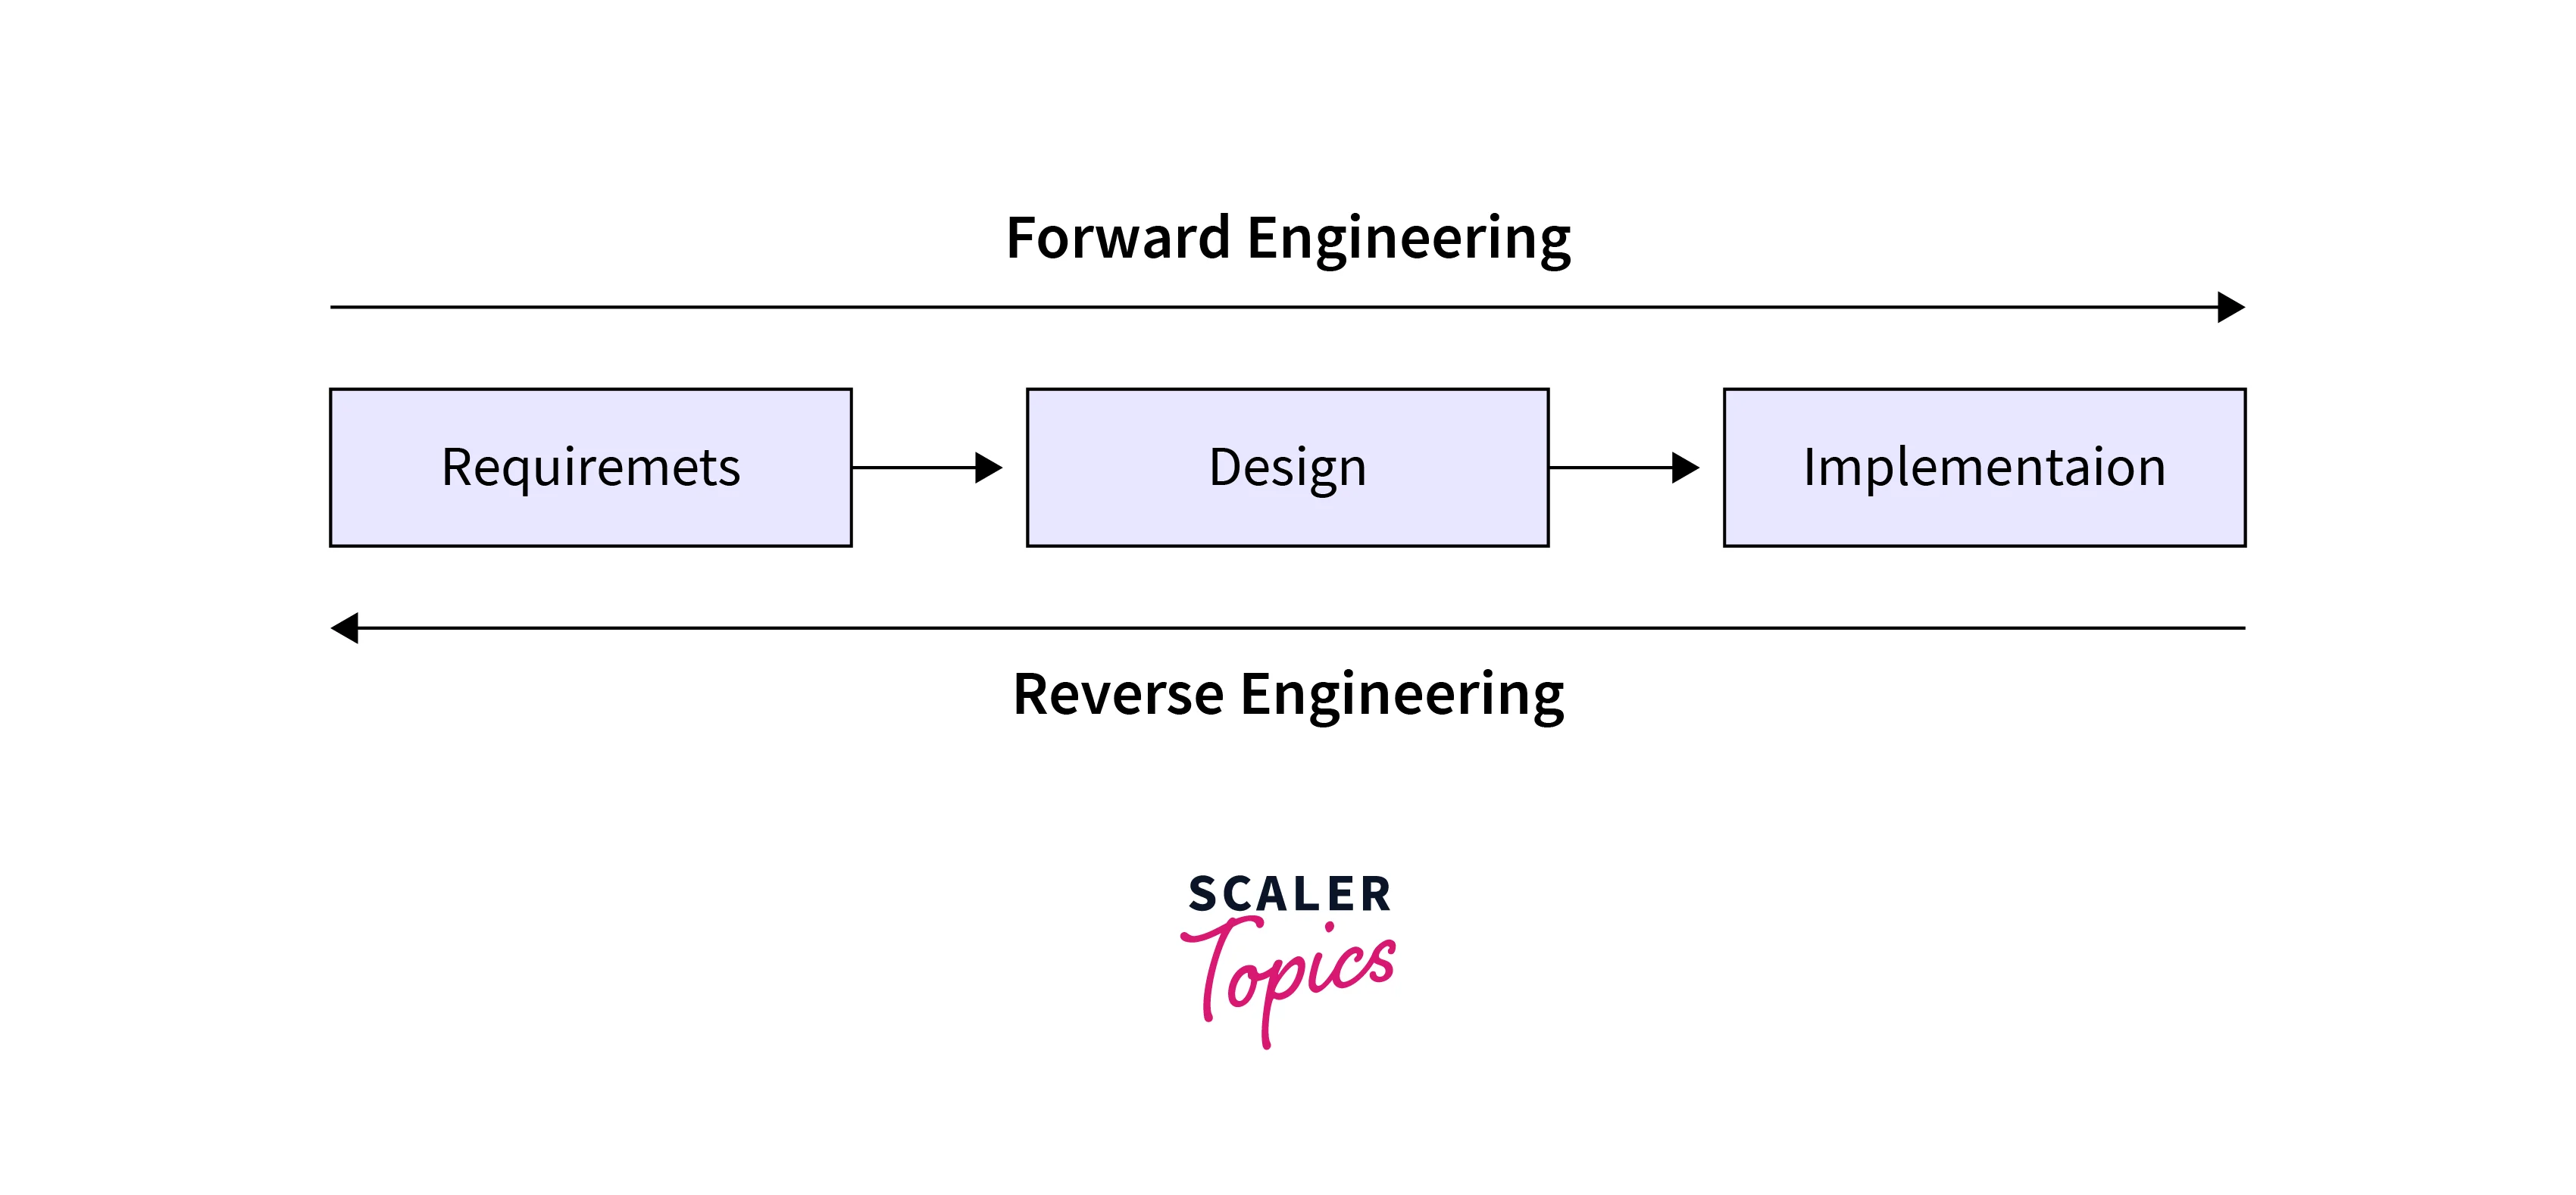 Forward Engineering
Requiremets
Design
Implementaion
Reverse Engineering
SCALER
Topics